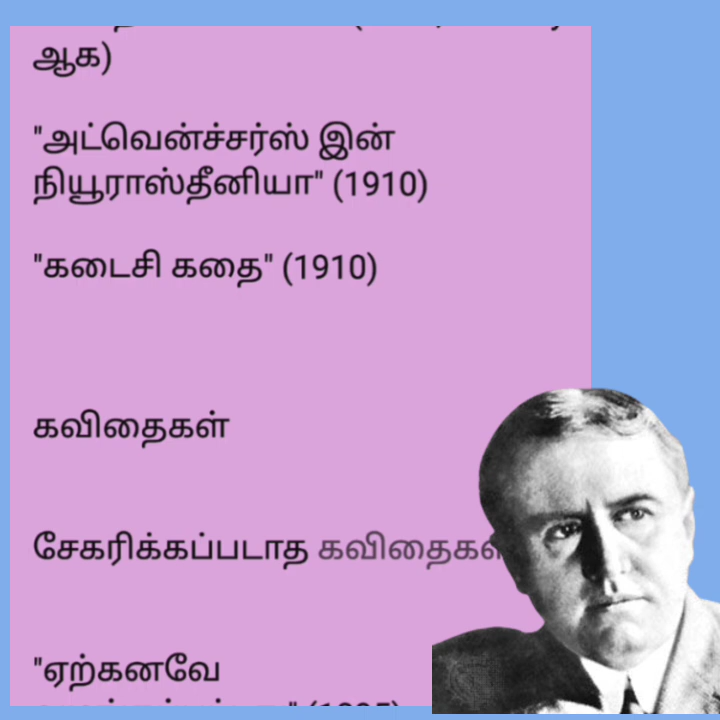 ஆக)
"அட்வென்ச்சர்ஸ் இன்
நியூராஸ்தீனியா" (1910)
"கடைசி கதை" (1910)
கவிதைகள்
சேகரிக்கப்படாத கவிதைகள்
"ஏற்கனவே